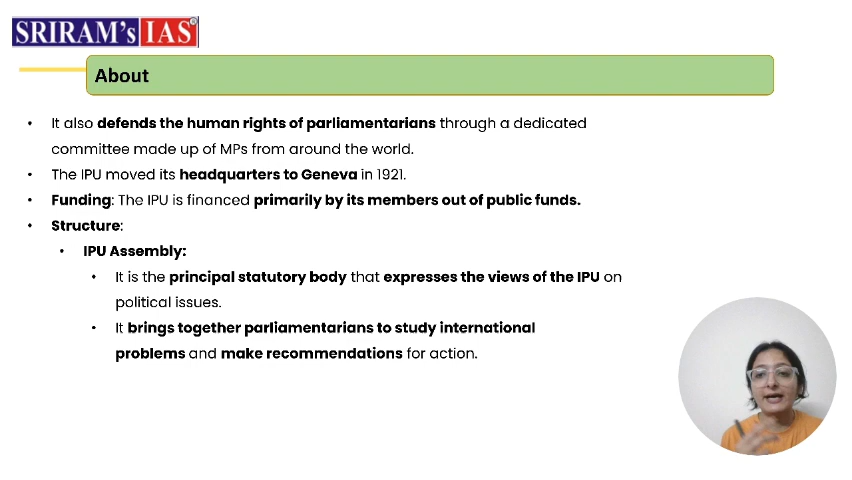 SRIRAM's IAS®
About
• It also defends the human rights of parliamentarians through a dedicated
committee made up of MPs from around the world.
• The IPU moved its headquarters to Geneva in 1921.
• Funding: The IPU is financed primarily by its members out of public funds.
• Structure:
• IPU Assembly:
• It is the principal statutory body that expresses the views of the IPU on
political issues.
• It brings together parliamentarians to study international
problems and make recommendations for action.